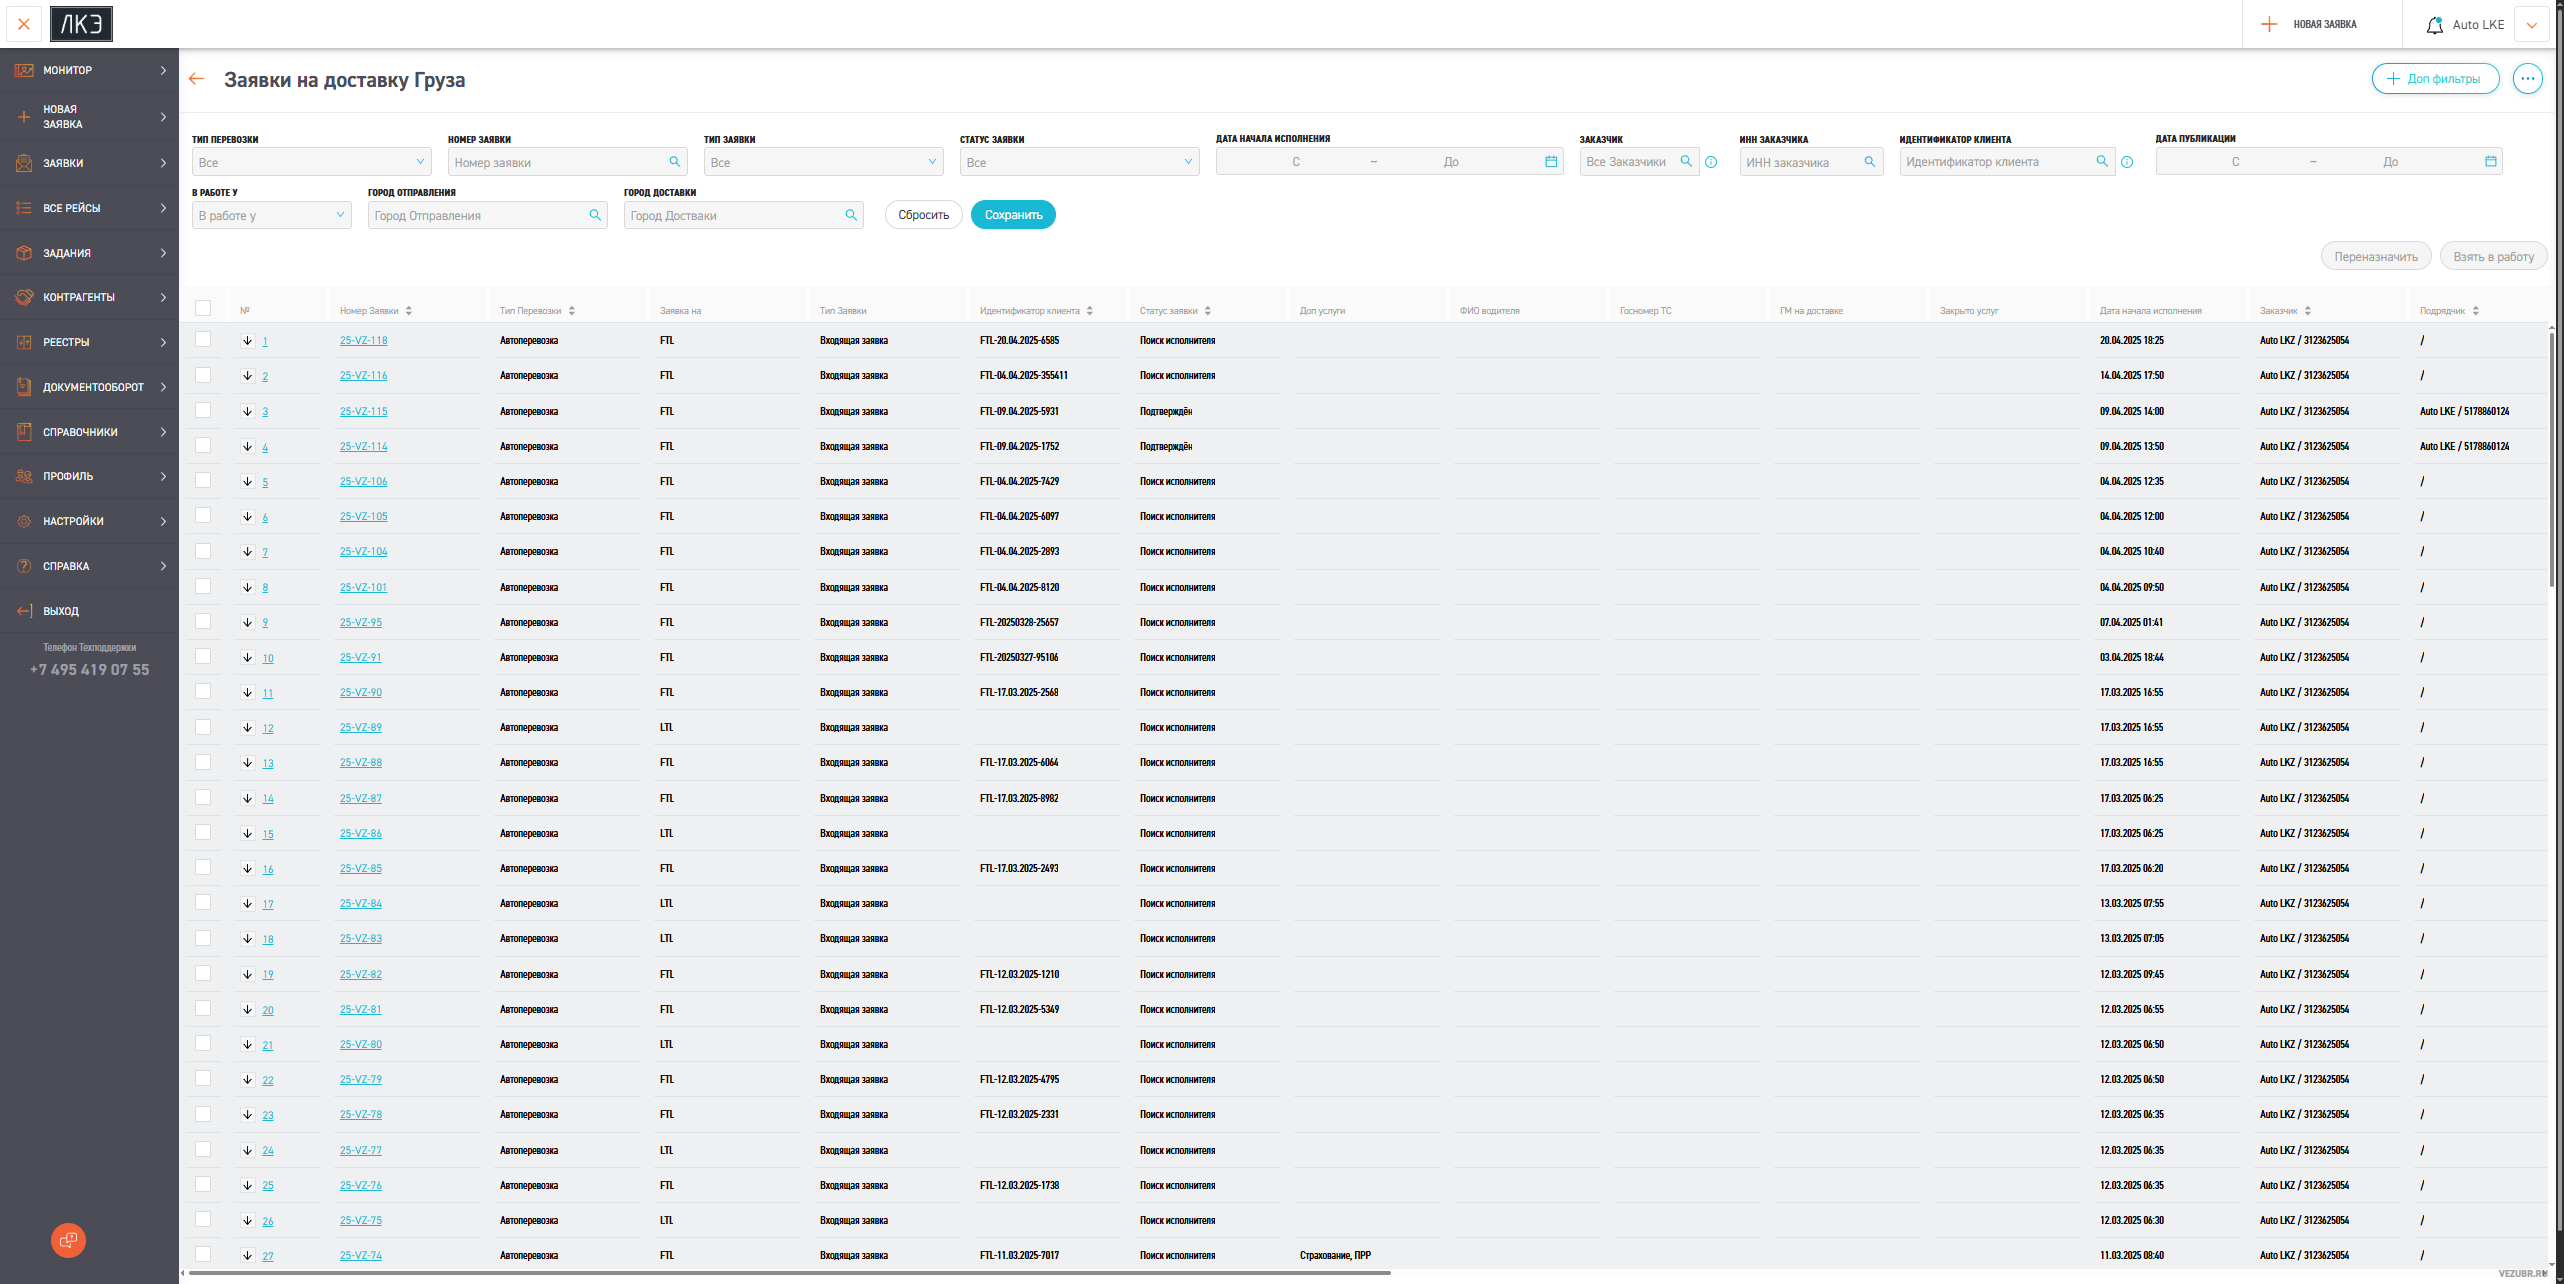 ЛКЭ
НОВАЯ ЗАЯВКА
Auto LKE
МОНИТОР
НОВАЯ
ЗАЯВКА
ЗАЯВКИ
ВСЕ РЕЙСЫ
ЗАДАНИЯ
КОНТРАГЕНТЫ
РЕЕСТРЫ
ДОКУМЕНТООБОРОТ
СПРАВОЧНИКИ
ПРОФИЛЬ
НАСТРОЙКИ
СПРАВКА
ВЫХОД
Телефон Техподдержки
+7 495 419 07 55
Заявки на доставку Груза
Доп фильтры
ТИП ПЕРЕВОЗКИ НОМЕР ЗАЯВКИ ТИП ЗАЯВКИ СТАТУС ЗАЯВКИ ДАТА НАЧАЛА ИСПОЛНЕНИЯ ЗАКАЗЧИК ИНН ЗАКАЗЧИКА ИДЕНТИФИКАТОР КЛИЕНТА ДАТА ПУБЛИКАЦИИ
Все Номер заявки Все Все С ~ До Все Заказчики ИНН заказчика Идентификатор клиента С ~ До
В РАБОТЕ У ГОРОД ОТПРАВЛЕНИЯ ГОРОД ДОСТАВКИ
В работе у Город Отправления Город Доставки Сбросить Сохранить
Переназначить Взять в работу
№ Номер Заявки Тип Перевозки Заявка на Тип Заявки Идентификатор клиента Статус заявки Доп услуги ФИО водителя Госномер ТС ГМ на доставке Закрыто услуг Дата начала исполнения Заказчик Подрядчик
1 25-VZ-118 Автоперевозка FTL Входящая заявка FTL-20.04.2025-6585 Поиск исполнителя 20.04.2025 18:25 Auto LKZ / 3123625054 /
2 25-VZ-116 Автоперевозка FTL Входящая заявка FTL-04.04.2025-355411 Поиск исполнителя 14.04.2025 17:50 Auto LKZ / 3123625054 /
3 25-VZ-115 Автоперевозка FTL Входящая заявка FTL-09.04.2025-5931 Подтверждён 09.04.2025 14:00 Auto LKZ / 3123625054 Auto LKE / 5178860124
4 25-VZ-114 Автоперевозка FTL Входящая заявка FTL-09.04.2025-1752 Подтверждён 09.04.2025 13:50 Auto LKZ / 3123625054 Auto LKE / 5178860124
5 25-VZ-106 Автоперевозка FTL Входящая заявка FTL-04.04.2025-7429 Поиск исполнителя 04.04.2025 12:35 Auto LKZ / 3123625054 /
6 25-VZ-105 Автоперевозка FTL Входящая заявка FTL-04.04.2025-6097 Поиск исполнителя 04.04.2025 12:00 Auto LKZ / 3123625054 /
7 25-VZ-104 Автоперевозка FTL Входящая заявка FTL-04.04.2025-2893 Поиск исполнителя 04.04.2025 10:40 Auto LKZ / 3123625054 /
8 25-VZ-101 Автоперевозка FTL Входящая заявка FTL-04.04.2025-8120 Поиск исполнителя 04.04.2025 09:50 Auto LKZ / 3123625054 /
9 25-VZ-95 Автоперевозка FTL Входящая заявка FTL-20250328-25657 Поиск исполнителя 07.04.2025 01:41 Auto LKZ / 3123625054 /
10 25-VZ-91 Автоперевозка FTL Входящая заявка FTL-20250327-95106 Поиск исполнителя 03.04.2025 18:44 Auto LKZ / 3123625054 /
11 25-VZ-90 Автоперевозка FTL Входящая заявка FTL-17.03.2025-2568 Поиск исполнителя 17.03.2025 16:55 Auto LKZ / 3123625054 /
12 25-VZ-89 Автоперевозка LTL Входящая заявка Поиск исполнителя 17.03.2025 16:55 Auto LKZ / 3123625054 /
13 25-VZ-88 Автоперевозка FTL Входящая заявка FTL-17.03.2025-6064 Поиск исполнителя 17.03.2025 16:55 Auto LKZ / 3123625054 /
14 25-VZ-87 Автоперевозка FTL Входящая заявка FTL-17.03.2025-8982 Поиск исполнителя 17.03.2025 06:25 Auto LKZ / 3123625054 /
15 25-VZ-86 Автоперевозка LTL Входящая заявка Поиск исполнителя 17.03.2025 06:25 Auto LKZ / 3123625054 /
16 25-VZ-85 Автоперевозка FTL Входящая заявка FTL-17.03.2025-2493 Поиск исполнителя 17.03.2025 06:20 Auto LKZ / 3123625054 /
17 25-VZ-84 Автоперевозка LTL Входящая заявка Поиск исполнителя 13.03.2025 07:55 Auto LKZ / 3123625054 /
18 25-VZ-83 Автоперевозка LTL Входящая заявка Поиск исполнителя 13.03.2025 07:05 Auto LKZ / 3123625054 /
19 25-VZ-82 Автоперевозка FTL Входящая заявка FTL-12.03.2025-1210 Поиск исполнителя 12.03.2025 09:45 Auto LKZ / 3123625054 /
20 25-VZ-81 Автоперевозка FTL Входящая заявка FTL-12.03.2025-5349 Поиск исполнителя 12.03.2025 06:55 Auto LKZ / 3123625054 /
21 25-VZ-80 Автоперевозка LTL Входящая заявка Поиск исполнителя 12.03.2025 06:50 Auto LKZ / 3123625054 /
22 25-VZ-79 Автоперевозка FTL Входящая заявка FTL-12.03.2025-4795 Поиск исполнителя 12.03.2025 06:50 Auto LKZ / 3123625054 /
23 25-VZ-78 Автоперевозка FTL Входящая заявка FTL-12.03.2025-2331 Поиск исполнителя 12.03.2025 06:35 Auto LKZ / 3123625054 /
24 25-VZ-77 Автоперевозка LTL Входящая заявка Поиск исполнителя 12.03.2025 06:35 Auto LKZ / 3123625054 /
25 25-VZ-76 Автоперевозка FTL Входящая заявка FTL-12.03.2025-1738 Поиск исполнителя 12.03.2025 06:35 Auto LKZ / 3123625054 /
26 25-VZ-75 Автоперевозка LTL Входящая заявка Поиск исполнителя 12.03.2025 06:30 Auto LKZ / 3123625054 /
27 25-VZ-74 Автоперевозка FTL Входящая заявка FTL-11.03.2025-7017 Поиск исполнителя Страхование, ПРР 11.03.2025 08:40 Auto LKZ / 3123625054 /
VEZUBR.RU